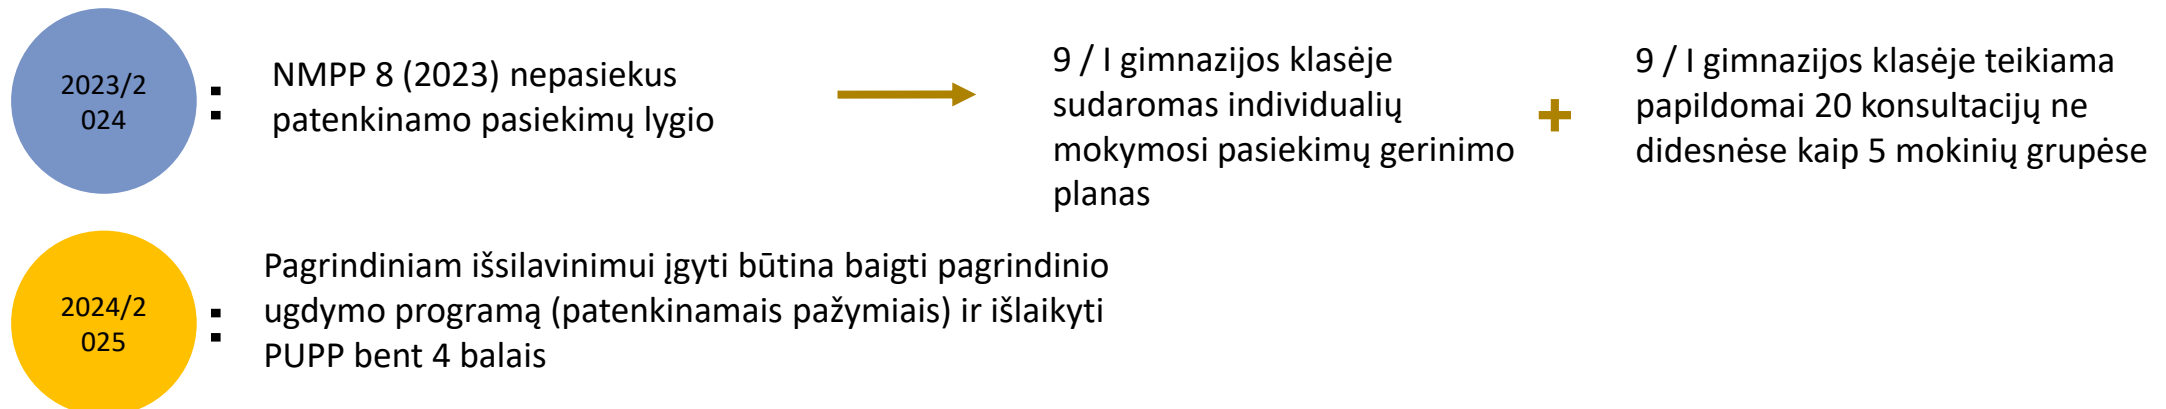 2023/2
024
:
NMPP 8 (2023) nepasiekus
patenkinamo pasiekimų lygio
9 / I gimnazijos klasėje
sudaromas individualių
mokymosi pasiekimų gerinimo
planas
+
9 / I gimnazijos klasėje teikiama
papildomai 20 konsultacijų ne
didesnėse kaip 5 mokinių grupėse
2024/2
025
:
Pagrindiniam išsilavinimui įgyti būtina baigti pagrindinio
ugdymo programą (patenkinamais pažymiais) ir išlaikyti
PUPP bent 4 balais